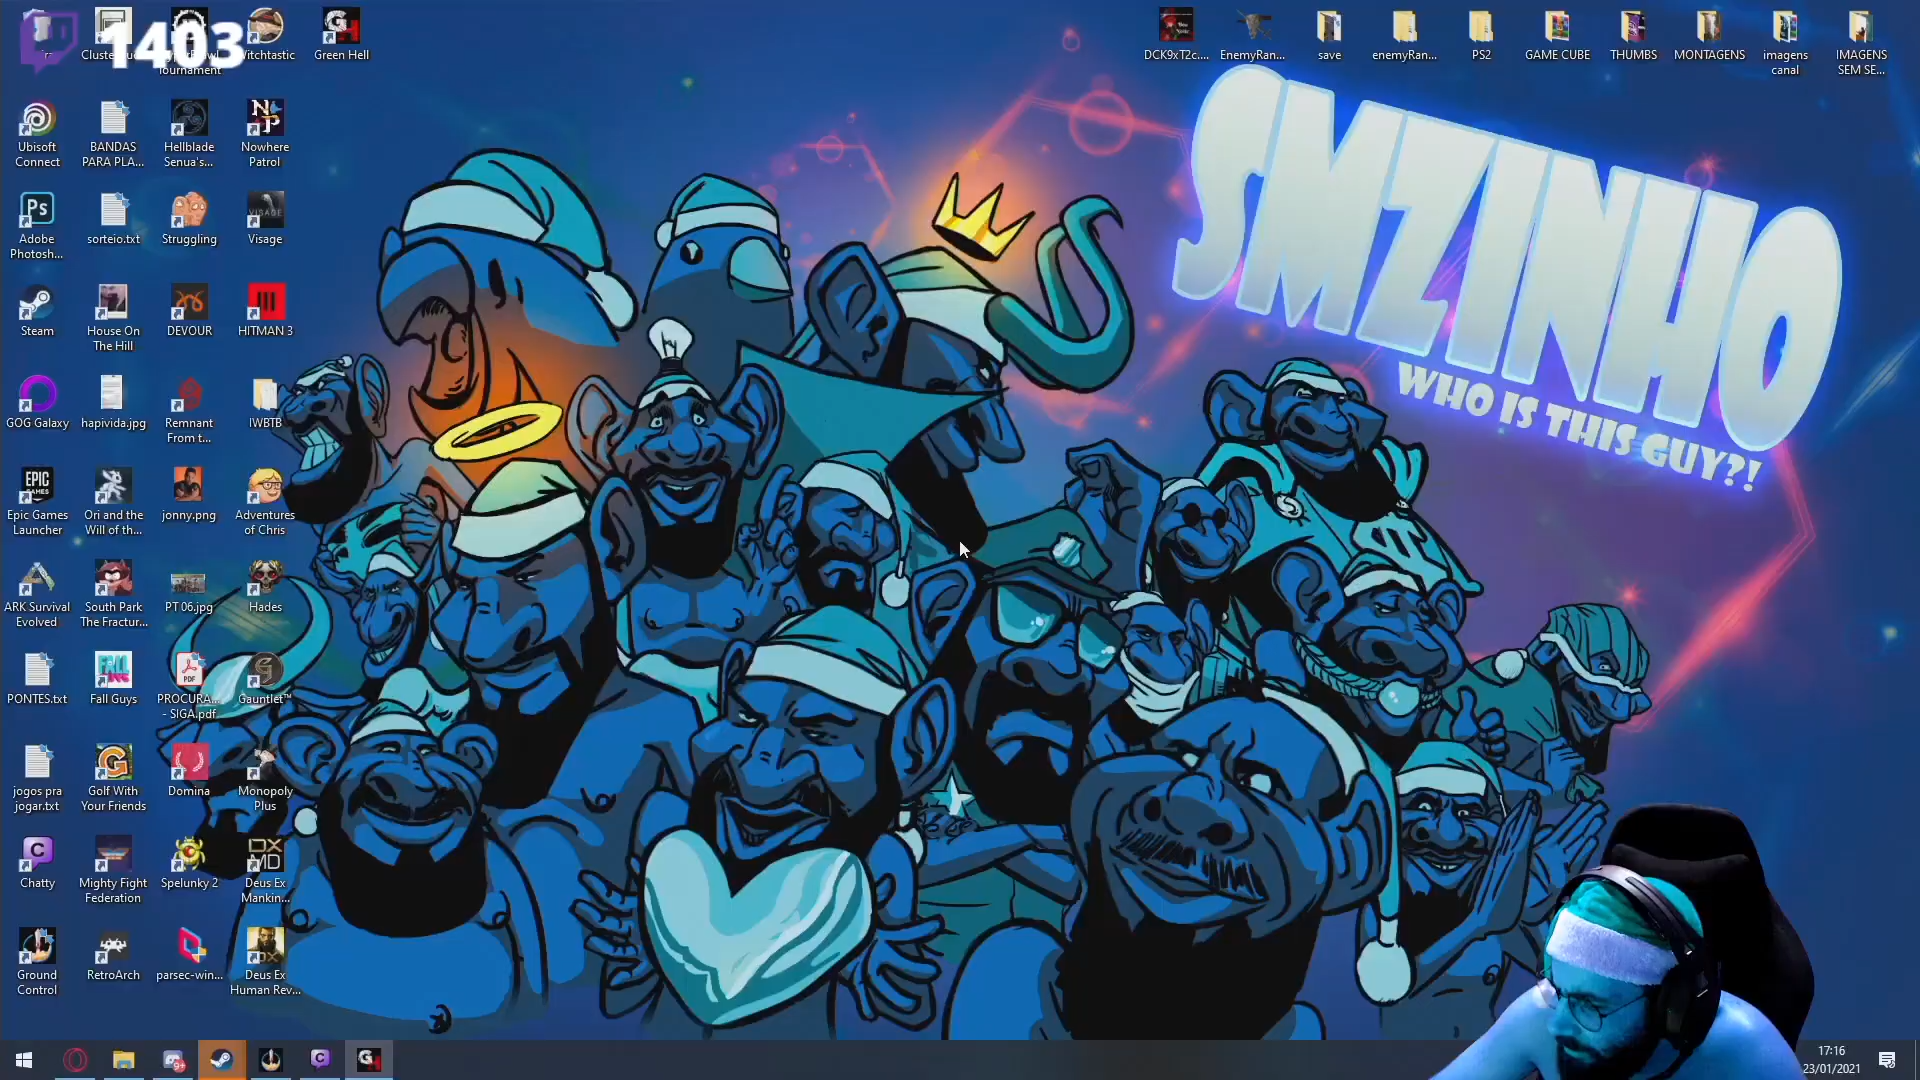 1403
Witchtastic
Green Hell
Tournament
DCK9xT2c....
EnemyRan...
save
enemyRan...
PS2
GAME CUBE
THUMBS
MONTAGENS
imagens
canal
IMAGENS
SEM SE...
Ubisoft
Connect
BANDAS
PARA PLA...
Hellblade
Senua's...
Nowhere
Patrol
Adobe
Photosh...
sorteio.txt
Struggling
Visage
Steam
House On
The Hill
DEVOUR
HITMAN 3
GOG Galaxy
hapivida.jpg
Remnant
From t...
IWBTB
Epic Games
Launcher
Ori and the
Will of th...
jonny.png
Adventures
of Chris
ARK Survival
Evolved
South Park
The Fractur...
PT 06.jpg
Hades
PONTES.txt
Fall Guys
PROCURA...
- SIGA.pdf
Gauntlet™
jogos pra
jogar.txt
Golf With
Your Friends
Domina
Monopoly
Plus
Chatty
Mighty Fight
Federation
Spelunky 2
Deus Ex
Mankin...
Ground
Control
RetroArch
parsec-win...
Deus Ex
Human Rev...
SMZINHO
WHO IS THIS GUY?!
17:16
23/01/2021